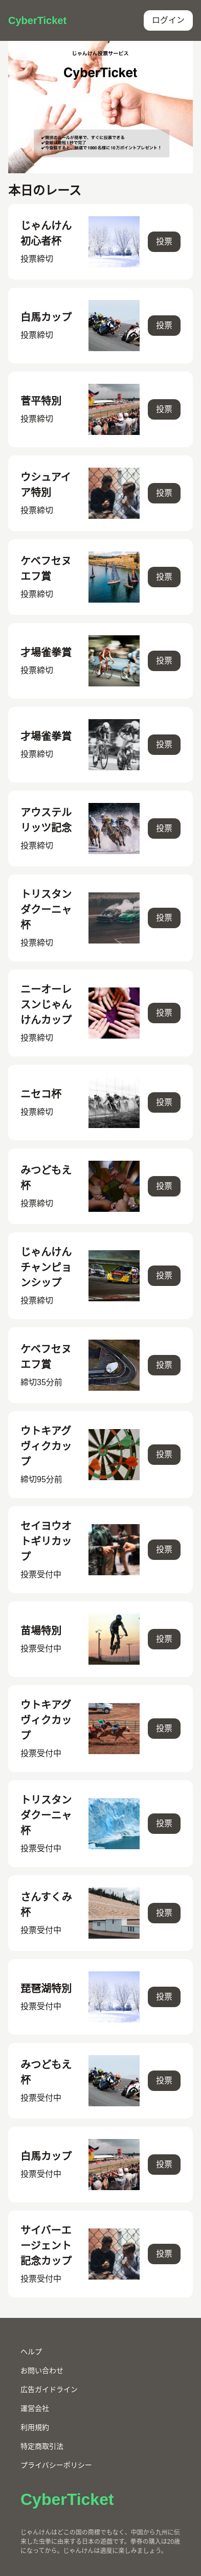 CyberTicket
ログイン
じゃんけん投票サービス
CyberTicket
✔開共のルールが簡単で、すぐに投票できる
✔登録は最短1分で完了
✔今登録すると、抽選で1000名様に10万ポイントプレゼント!
本日のレース
じゃんけん
初心者杯
投票締切
投票
白馬カップ
投票締切
投票
菅平特別
投票締切
投票
ウシュアイ
ア特別
投票締切
投票
ケベフセヌ
エフ賞
投票締切
投票
才場雀拳賞
投票締切
投票
才場雀拳賞
投票締切
投票
アウステル
リッツ記念
投票締切
投票
トリスタン
ダクーニャ
杯
投票締切
投票
ニーオーレ
スンじゃん
けんカップ
投票締切
投票
ニセコ杯
投票締切
投票
みつどもえ
杯
投票締切
投票
じゃんけん
チャンピョ
ンシップ
投票締切
投票
ケベフセヌ
エフ賞
締切35分前
投票
ウトキアグ
ヴィクカッ
プ
締切95分前
投票
セイヨウオ
トギリカッ
プ
投票受付中
投票
苗場特別
投票受付中
投票
ウトキアグ
ヴィクカッ
プ
投票受付中
投票
トリスタン
ダクーニャ
杯
投票受付中
投票
さんすくみ
杯
投票受付中
投票
琵琶湖特別
投票受付中
投票
みつどもえ
杯
投票受付中
投票
白馬カップ
投票受付中
投票
サイバーエ
ージェント
記念カップ
投票受付中
投票
ヘルプ
お問い合わせ
広告ガイドライン
運営会社
利用規約
特定商取引法
プライバシーポリシー
CyberTicket
じゃんけんはどこの国の商標でもなく、中国から九州に伝
来した虫拳に由来する日本の遊戯です。拳券の購入は20歳
になってから。じゃんけんは適度に楽しみましょう。